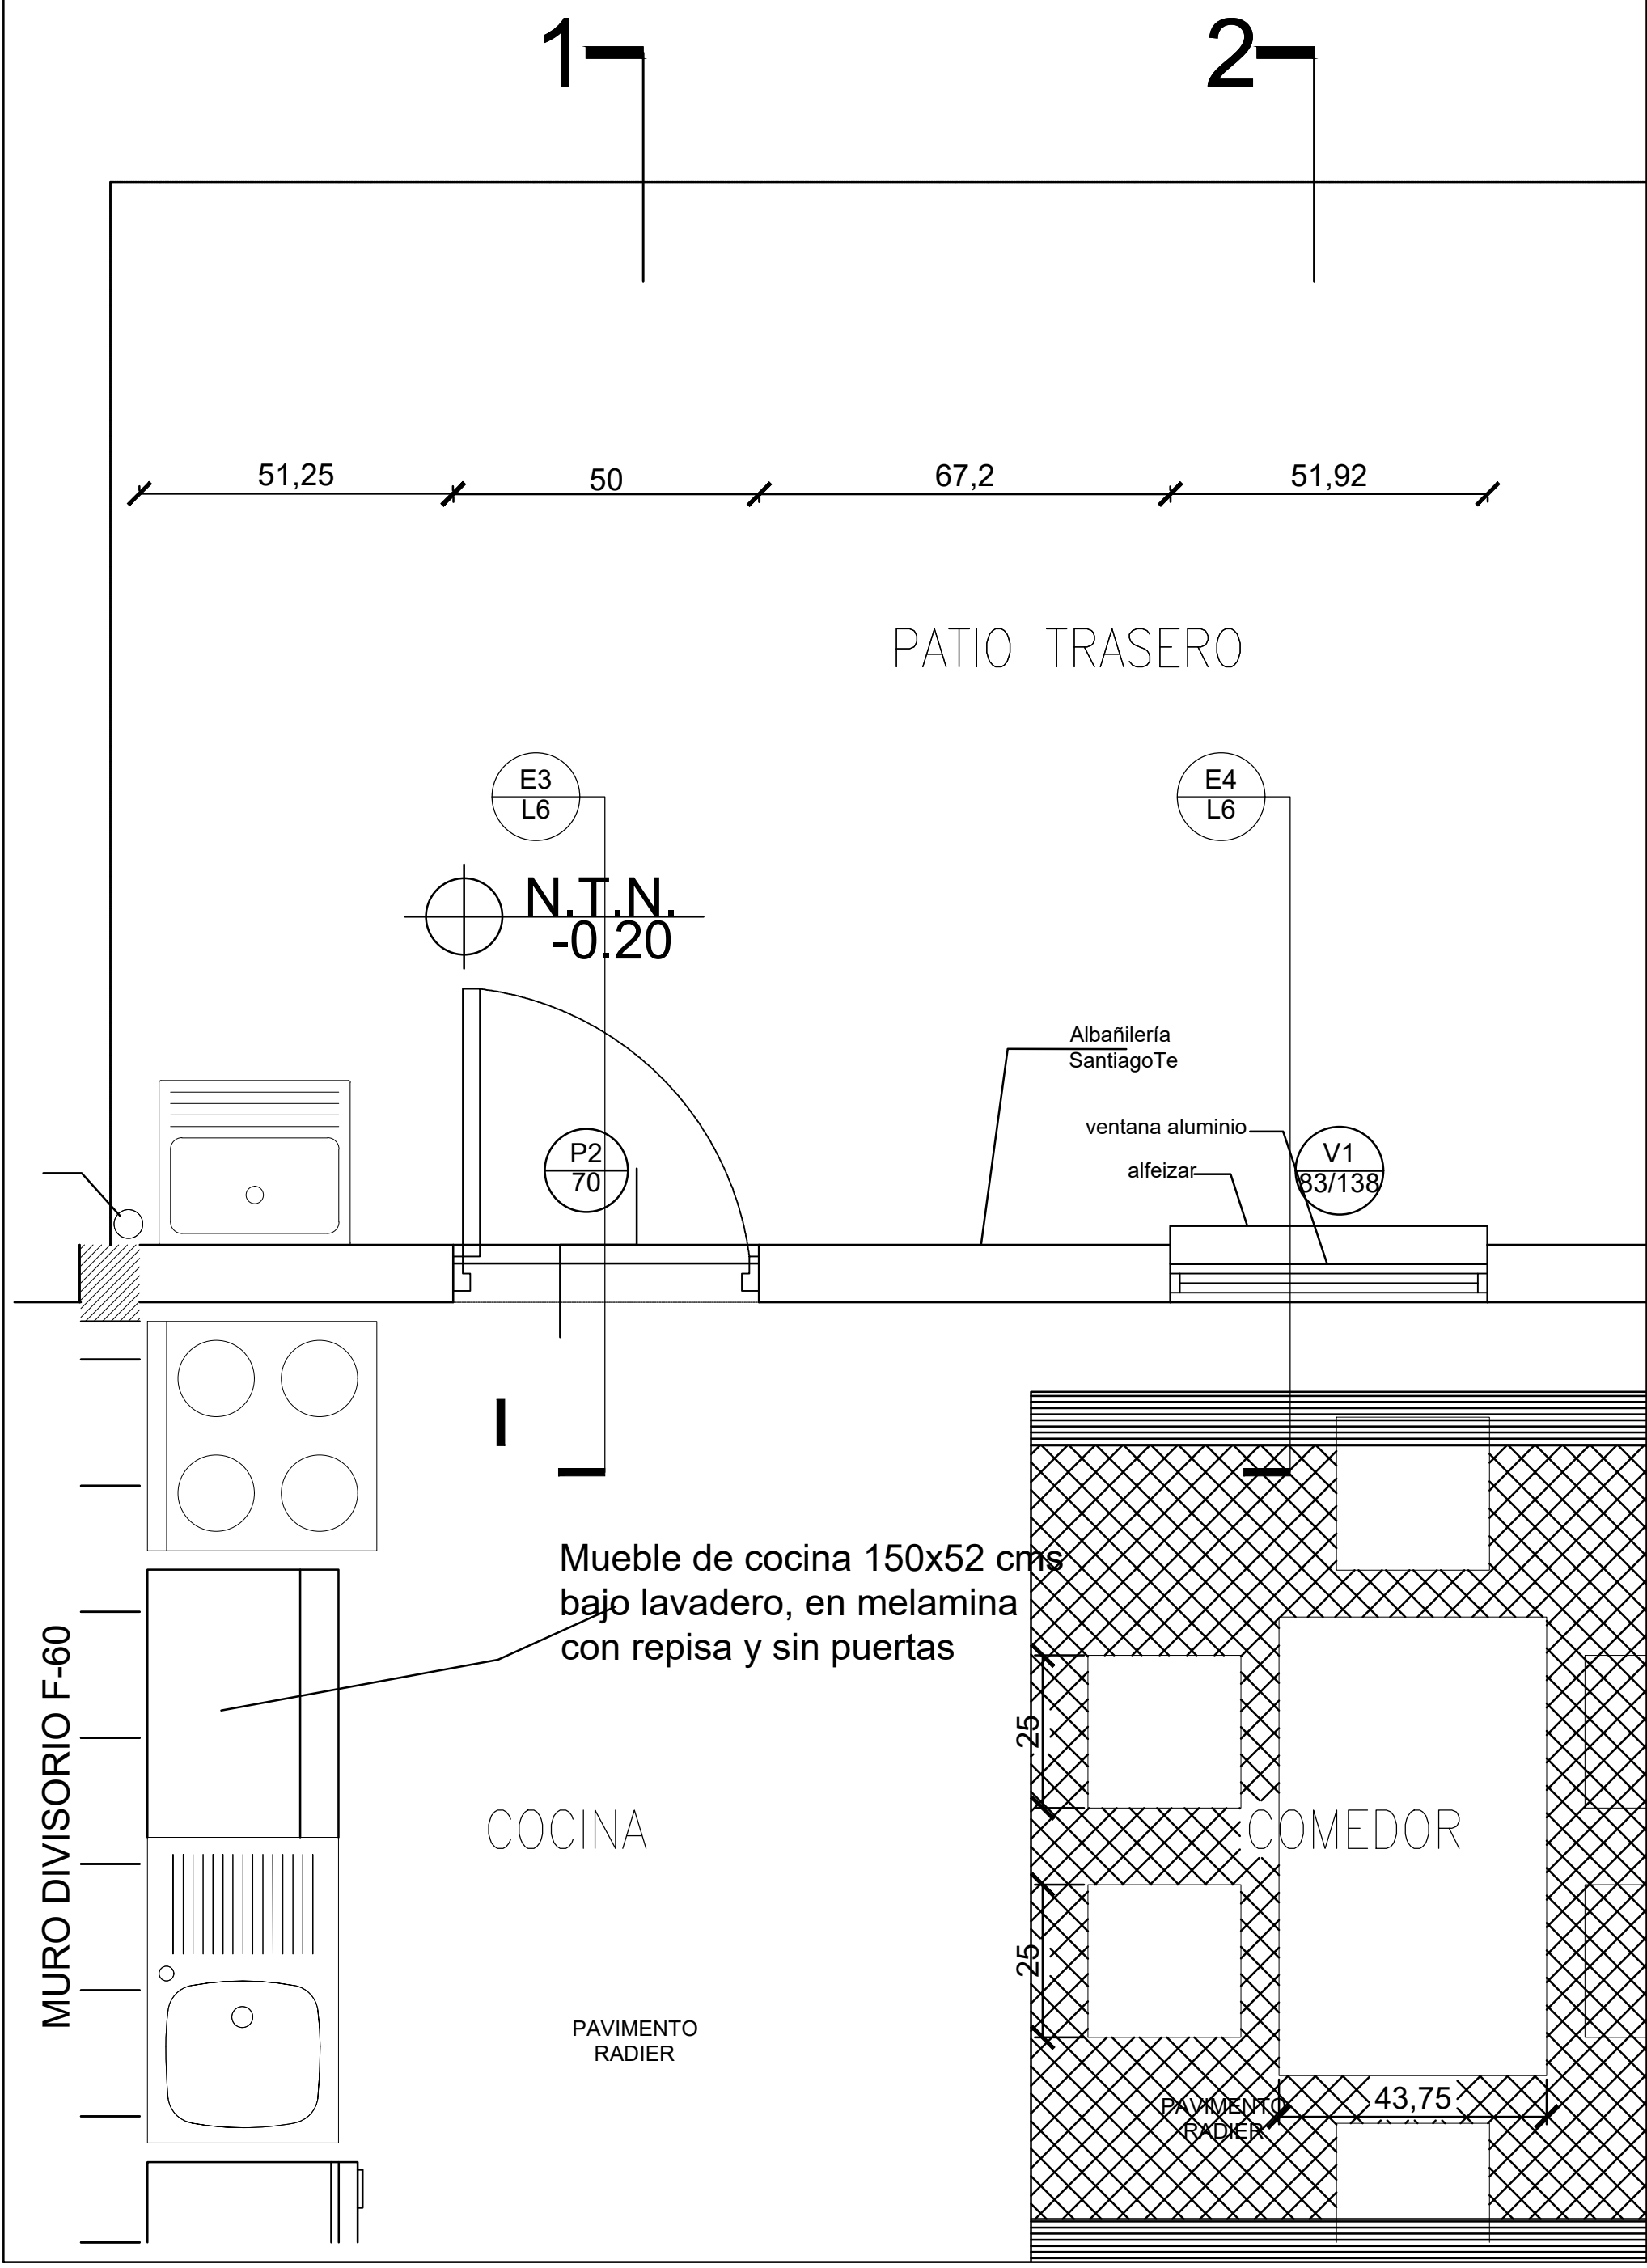 1
2
51,25
50
67,2
51,92
PATIO TRASERO
E3
L6
E4
L6
N.T.N.
-0.20
Albañilería
SantiagoTe
ventana aluminio
alfeizar
P2
70
V1
83/138
I
Mueble de cocina 150x52 cms
bajo lavadero, en melamina
con repisa y sin puertas
MURO DIVISORIO F-60
25
COCINA
COMEDOR
25
PAVIMENTO
RADIER
43,75
PAVIMENTO
RADIER